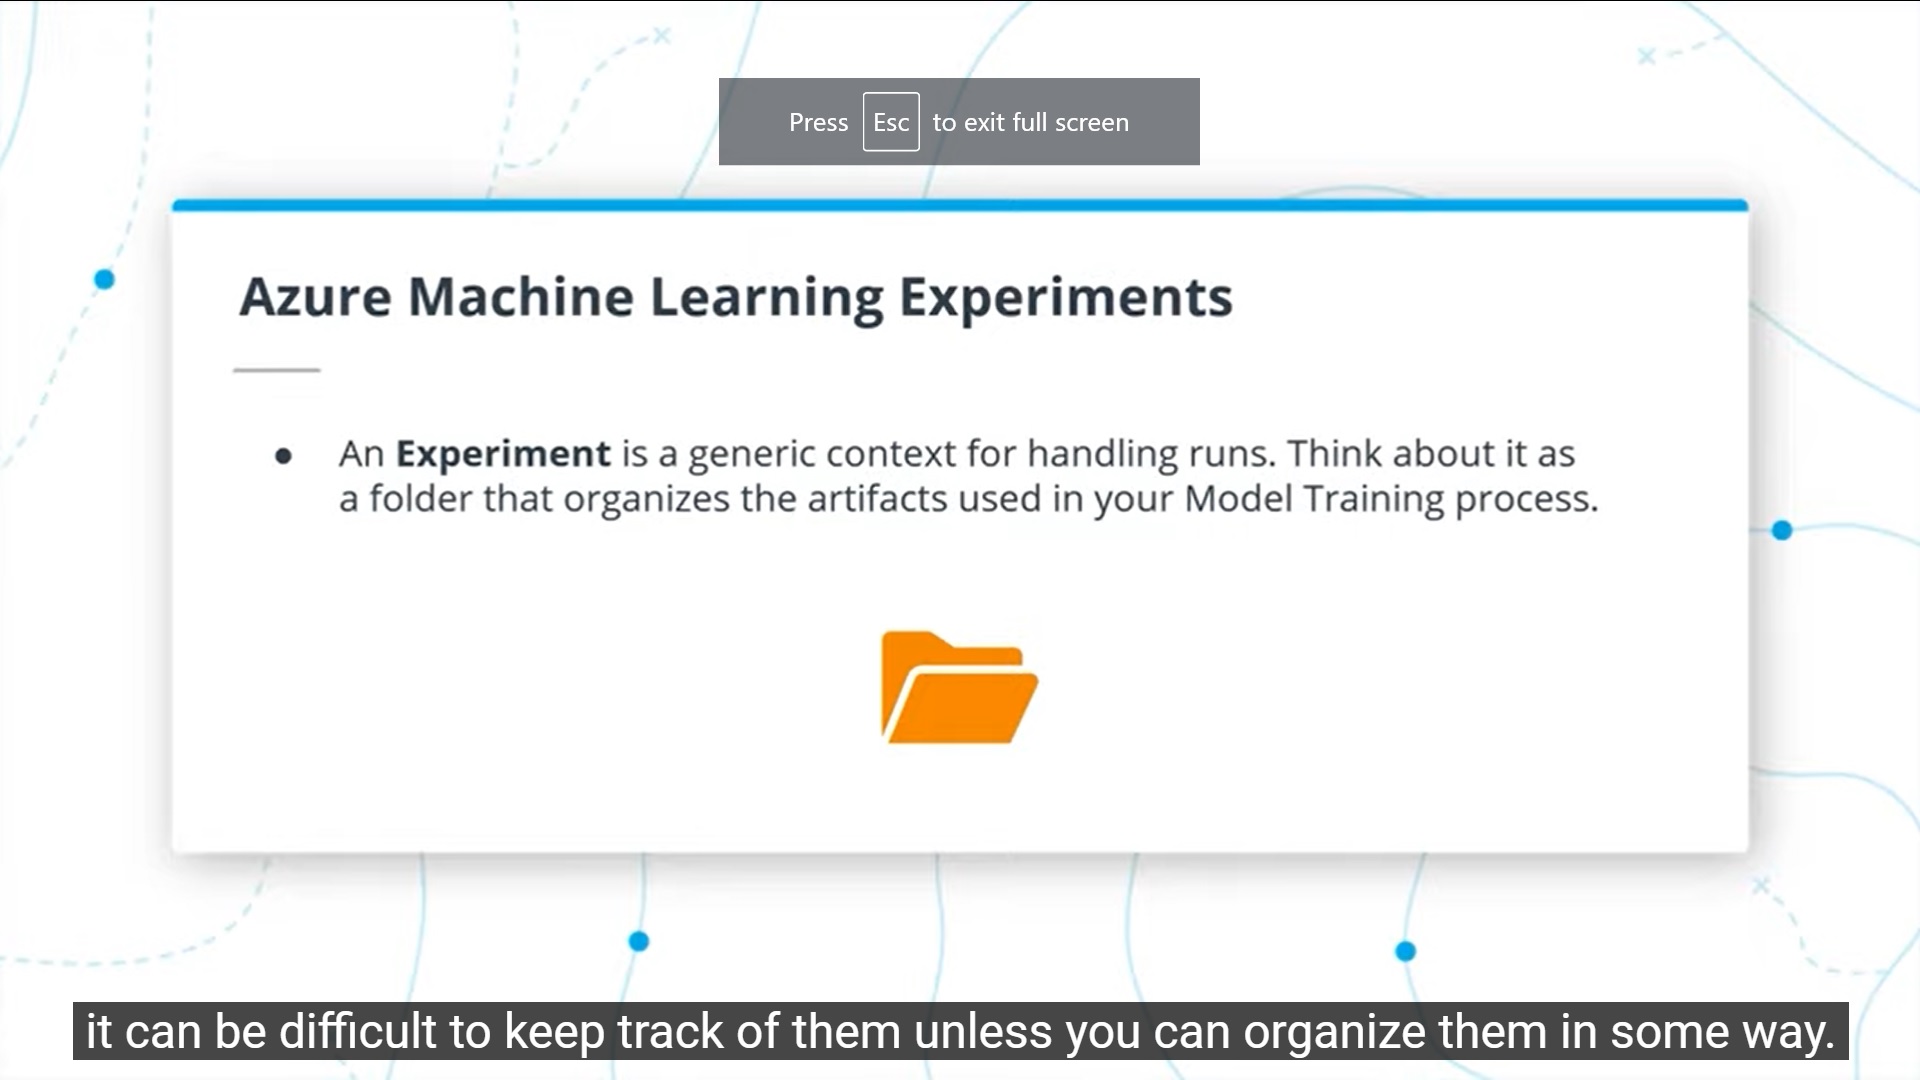 Press Esc to exit full screen
Azure Machine Learning Experiments
● An Experiment is a generic context for handling runs. Think about it as
a folder that organizes the artifacts used in your Model Training process.
it can be difficult to keep track of them unless you can organize them in some way.